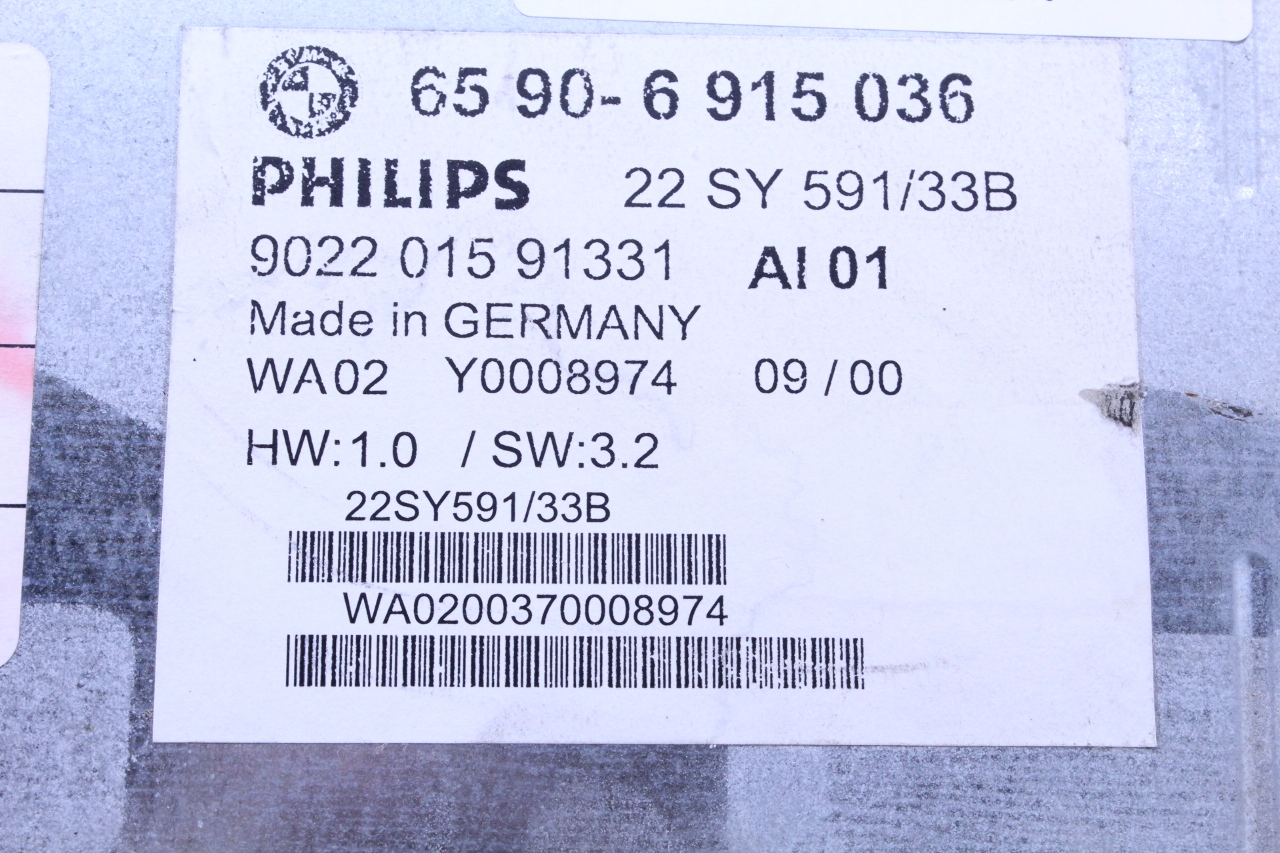 65 90- 6 915 036
PHILIPS 22 SY 591/33B
9022 015 91331 AI 01
Made in GERMANY
WA02 Y0008974 09 / 00
HW:1.0 / SW:3.2
22SY591/33B
WA0200370008974